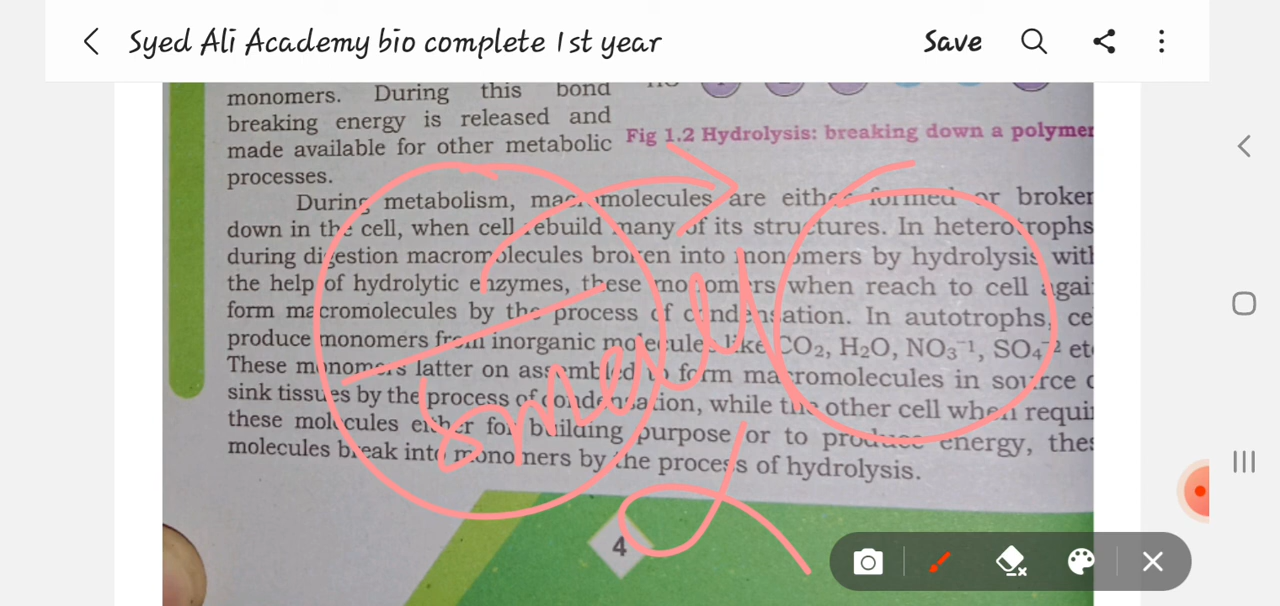 Syed Ali Academy bio complete 1st year
Save
monomers. During this bond
breaking energy is released and
made available for other metabolic
processes.
Fig 1.2 Hydrolysis: breaking down a polymer
During metabolism, macromolecules are either formed or broken
down in the cell, when cell rebuild many of its structures. In heterotrophs
during digestion macromolecules broken into monomers by hydrolysis with
the help of hydrolytic enzymes, these monomers when reach to cell agai
form macromolecules by the process of condensation. In autotrophs, ce
produce monomers from inorganic molecules like CO₂, H₂O, NO₃⁻¹, SO₄⁻² et
These monomers latter on assembled to form macromolecules in source o
sink tissues by the process of condensation, while the other cell when requi
these molecules either for building purpose or to produce energy, thes
molecules break into monomers by the process of hydrolysis.
4